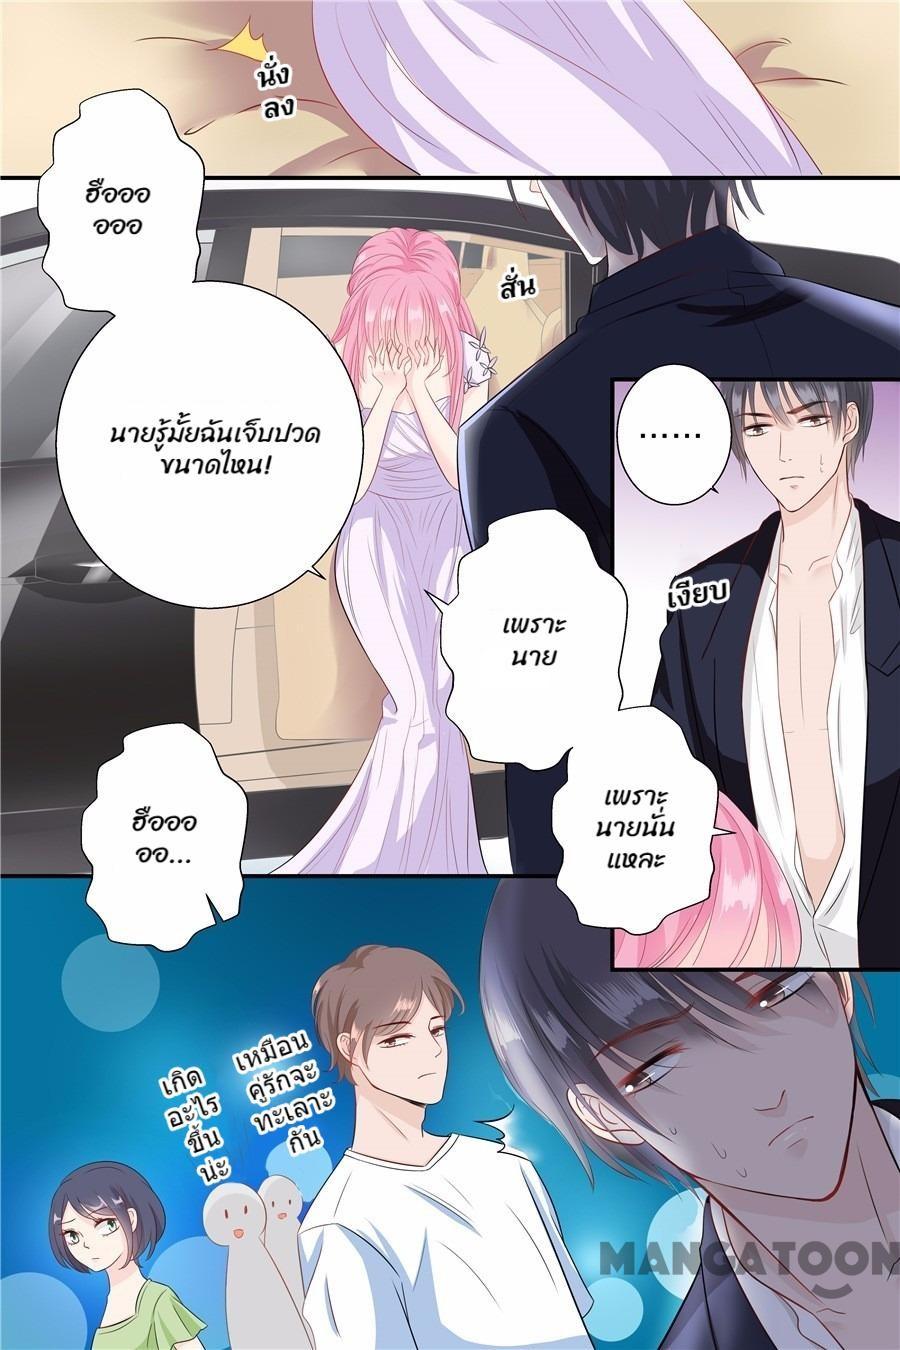 นั่ง
ลง
ฮือออ
อออ
สั่น
นายรู้มั้ยฉันเจ็บปวด
ขนาดไหน!
......
เงียบ
เพราะ
นาย
เพราะ
นายนั่น
แหละ
ฮือออ
ออ...
เหมือน
คู่รักจะ
ทะเลาะ
กัน
เกิด
อะไร
ขึ้น
น่ะ
MANGATOON